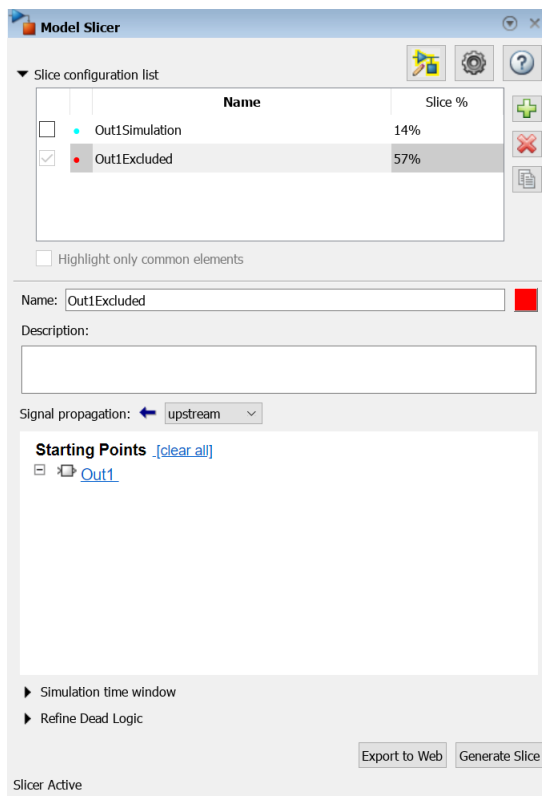 Model Slicer
Slice configuration list
Name Slice %
Out1Simulation 14%
Out1Excluded 57%
Highlight only common elements
Name: Out1Excluded
Description:
Signal propagation: upstream
Starting Points [clear all]
Out1
Simulation time window
Refine Dead Logic
Export to Web Generate Slice
Slicer Active